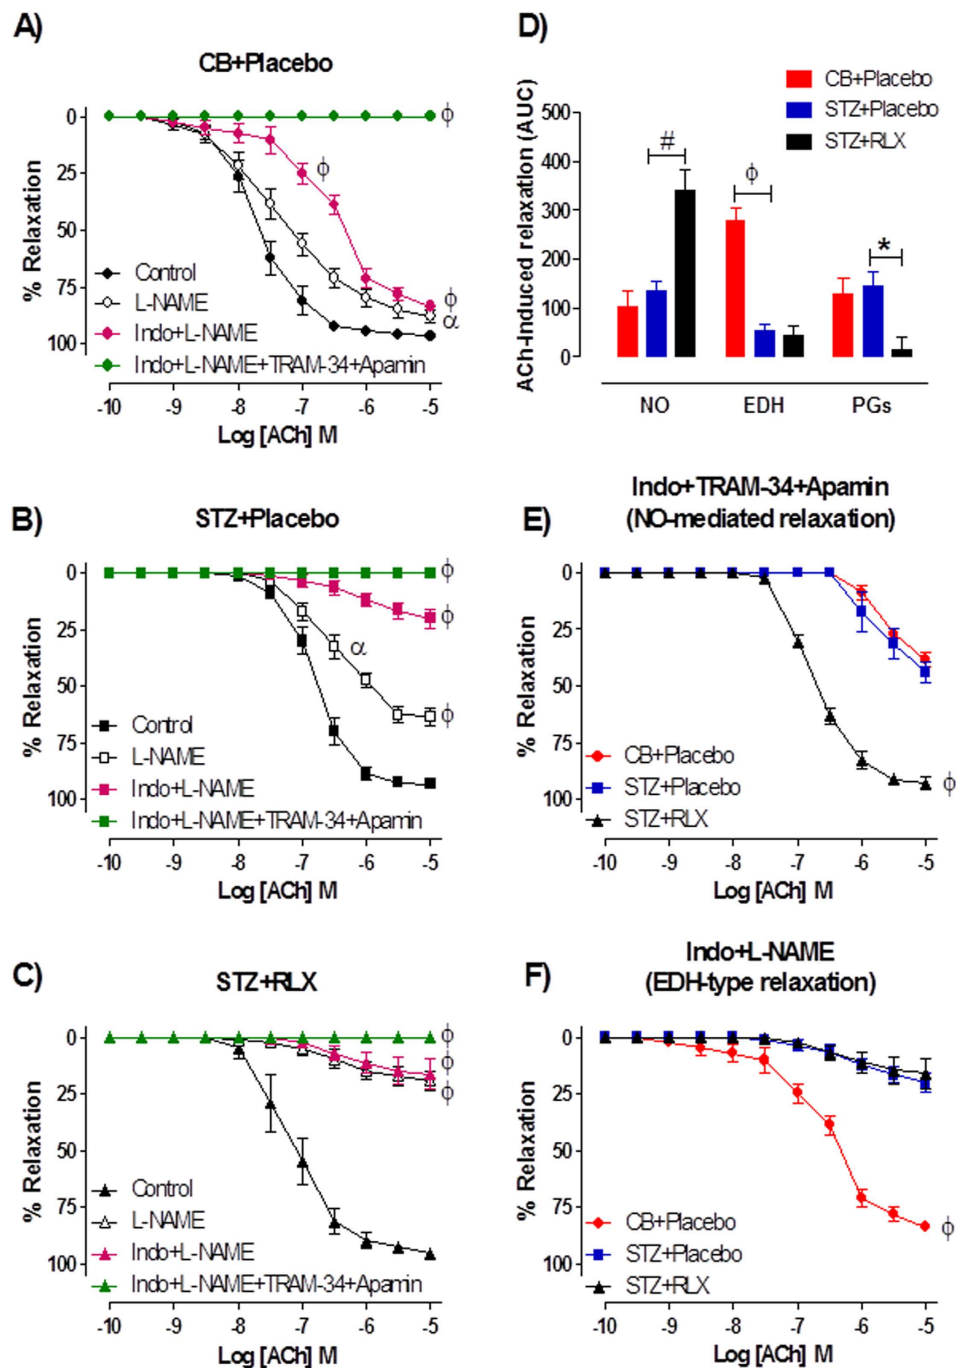 A)
CB+Placebo
0
25
50
75
100
% Relaxation
Control
L-NAME
Indo+L-NAME
Indo+L-NAME+TRAM-34+Apamin
ϕ
ϕ
ϕ
α
-10 -9 -8 -7 -6 -5
Log [ACh] M
D)
CB+Placebo
STZ+Placebo
STZ+RLX
500
400
300
200
100
0
ACh-Induced relaxation (AUC)
#
ϕ
*
NO EDH PGs
B)
STZ+Placebo
0
25
50
75
100
% Relaxation
Control
L-NAME
Indo+L-NAME
Indo+L-NAME+TRAM-34+Apamin
ϕ
ϕ
α
ϕ
-10 -9 -8 -7 -6 -5
Log [ACh] M
E)
Indo+TRAM-34+Apamin
(NO-mediated relaxation)
0
25
50
75
100
% Relaxation
CB+Placebo
STZ+Placebo
STZ+RLX
ϕ
-10 -9 -8 -7 -6 -5
Log [ACh] M
C)
STZ+RLX
0
25
50
75
100
% Relaxation
Control
L-NAME
Indo+L-NAME
Indo+L-NAME+TRAM-34+Apamin
ϕ
ϕ
ϕ
-10 -9 -8 -7 -6 -5
Log [ACh] M
F)
Indo+L-NAME
(EDH-type relaxation)
0
25
50
75
100
% Relaxation
CB+Placebo
STZ+Placebo
STZ+RLX
ϕ
-10 -9 -8 -7 -6 -5
Log [ACh] M